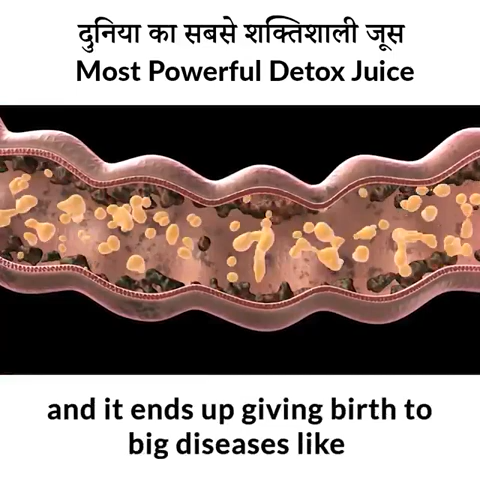 दुनिया का सबसे शक्तिशाली जूस
Most Powerful Detox Juice
and it ends up giving birth to
big diseases like